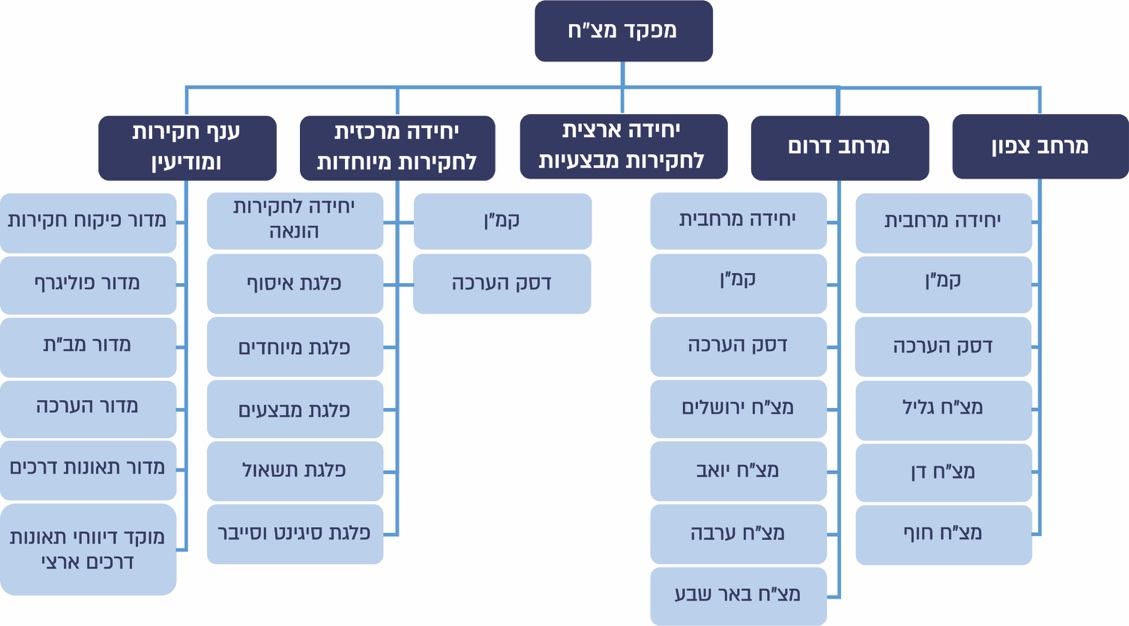 מפקד מצ"ח
מרחב צפון
יחידה מרחבית
קמ"ן
דסק הערכה
מצ"ח גליל
מצ"ח דן
מצ"ח חוף
מרחב דרום
יחידה מרחבית
קמ"ן
דסק הערכה
מצ"ח ירושלים
מצ"ח יואב
מצ"ח ערבה
מצ"ח באר שבע
יחידה ארצית
לחקירות מבצעיות
יחידה מרכזית
לחקירות מיוחדות
קמ"ן
דסק הערכה
יחידה לחקירות
הונאה
פלגת איסוף
פלגת מיוחדים
פלגת מבצעים
פלגת תשאול
פלגת סיגינט וסייבר
ענף חקירות
ומודיעין
מדור פיקוח חקירות
מדור פוליגרף
מדור מב"ת
מדור הערכה
מדור תאונות דרכים
מוקד דיווחי תאונות
דרכים ארצי